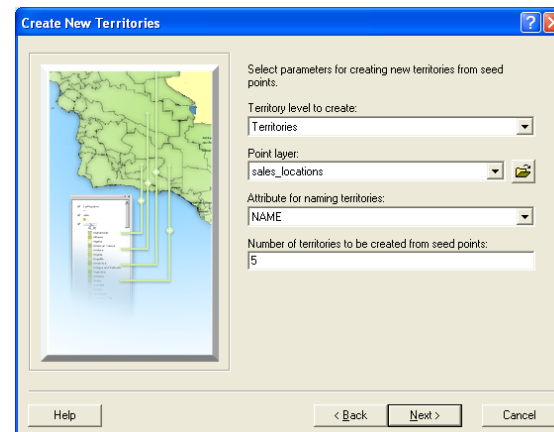 Create New Territories
Select parameters for creating new territories from seed
points.
Territory level to create:
Territories
Point layer:
sales_locations
Attribute for naming territories:
NAME
Number of territories to be created from seed points:
5
Help
< Back
Next >
Cancel